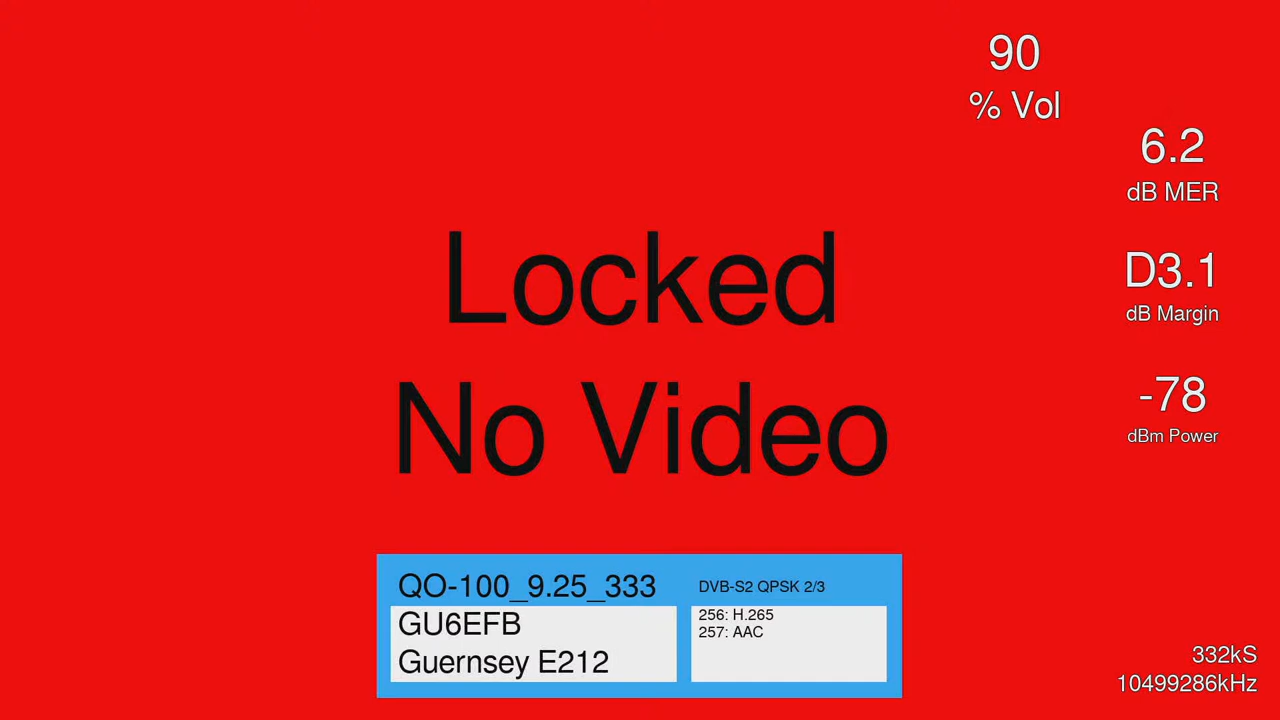 90
% Vol
6.2
dB MER
D3.1
dB Margin
-78
dBm Power
Locked
No Video
QO-100_9.25_333
GU6EFB
Guernsey E212
DVB-S2 QPSK 2/3
256: H.265
257: AAC
332kS
10499286kHz